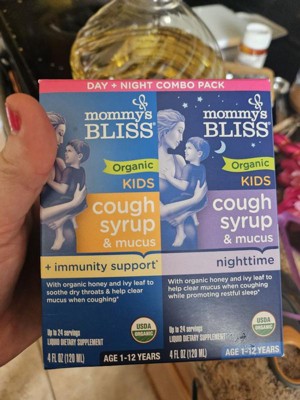 DAY + NIGHT COMBO PACK
mommy's
BLISS
Organic
KIDS
cough
syrup
& mucus
+ immunity support*
With organic honey and ivy leaf to
soothe dry throats & help clear
mucus when coughing*
Up to 24 servings
LIQUID DIETARY SUPPLEMENT
USDA
ORGANIC
4 FL OZ (120 ML)
AGE 1-12 YEARS
mommy's
BLISS
Organic
KIDS
cough
syrup
& mucus
nighttime
With organic honey and ivy leaf to
help clear mucus when coughing
while promoting restful sleep*
Up to 24 servings
LIQUID DIETARY SUPPLEMENT
USDA
ORGANIC
4 FL OZ (120 ML)
AGE 1-12 YEARS